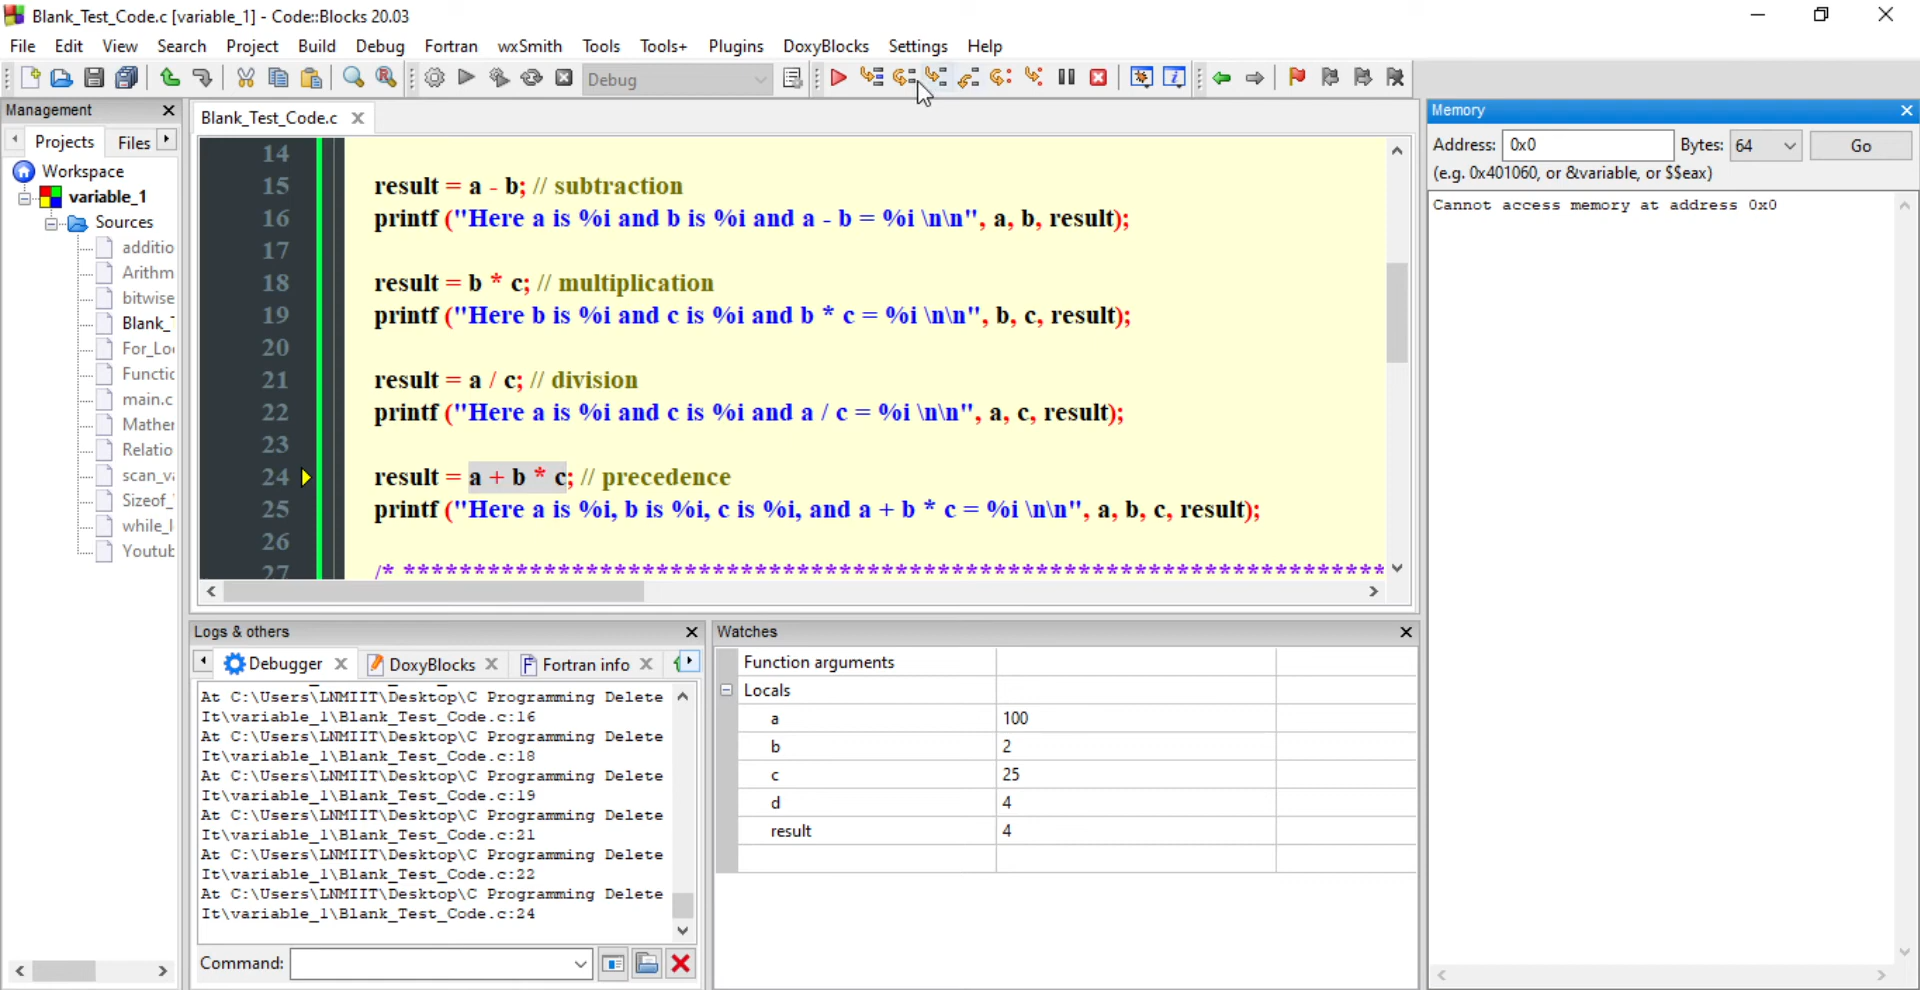 Blank_Test_Code.c [variable_1] - Code::Blocks 20.03
File Edit View Search Project Build Debug Fortran wxSmith Tools Tools+ Plugins DoxyBlocks Settings Help
Debug
Management
Projects Files
Workspace
variable_1
Sources
additio
Arithm
bitwise
Blank_
For_Lo
Functio
main.c
Mather
Relatio
scan_v
Sizeof_
while_l
Youtub
Blank_Test_Code.c
14
15 result = a - b; // subtraction
16 printf ("Here a is %i and b is %i and a - b = %i \n\n", a, b, result);
17
18 result = b * c; // multiplication
19 printf ("Here b is %i and c is %i and b * c = %i \n\n", b, c, result);
20
21 result = a / c; // division
22 printf ("Here a is %i and c is %i and a / c = %i \n\n", a, c, result);
23
24 result = a + b * c; // precedence
25 printf ("Here a is %i, b is %i, c is %i, and a + b * c = %i \n\n", a, b, c, result);
26
27 /* **********************************************************************
Logs & others
Debugger DoxyBlocks Fortran info
At C:\Users\LNMIIT\Desktop\C Programming Delete
It\variable_1\Blank_Test_Code.c:16
At C:\Users\LNMIIT\Desktop\C Programming Delete
It\variable_1\Blank_Test_Code.c:18
At C:\Users\LNMIIT\Desktop\C Programming Delete
It\variable_1\Blank_Test_Code.c:19
At C:\Users\LNMIIT\Desktop\C Programming Delete
It\variable_1\Blank_Test_Code.c:21
At C:\Users\LNMIIT\Desktop\C Programming Delete
It\variable_1\Blank_Test_Code.c:22
At C:\Users\LNMIIT\Desktop\C Programming Delete
It\variable_1\Blank_Test_Code.c:24
Command:
Watches
Function arguments
Locals
a 100
b 2
c 25
d 4
result 4
Memory
Address: 0x0 Bytes: 64 Go
(e.g. 0x401060, or &variable, or $$eax)
Cannot access memory at address 0x0